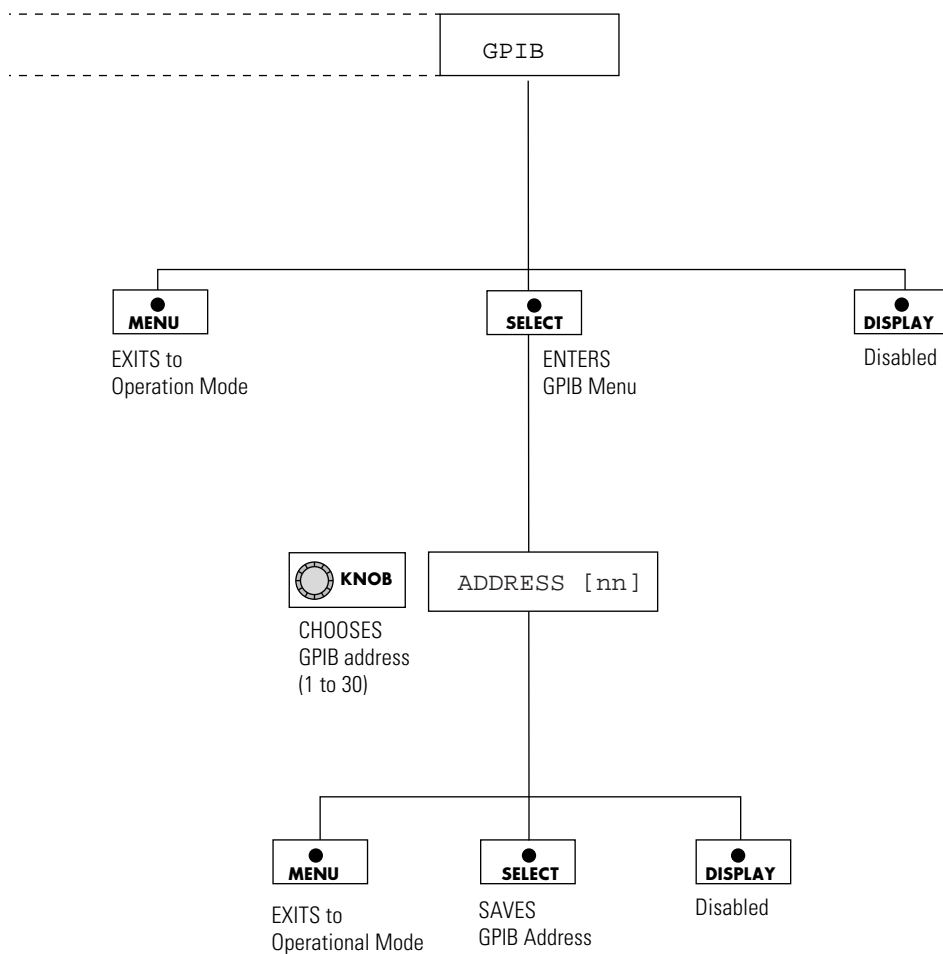 GPIB
MENU
EXITS to
Operation Mode
SELECT
ENTERS
GPIB Menu
DISPLAY
Disabled
KNOB
CHOOSES
GPIB address
(1 to 30)
ADDRESS [nn]
MENU
EXITS to
Operational Mode
SELECT
SAVES
GPIB Address
DISPLAY
Disabled